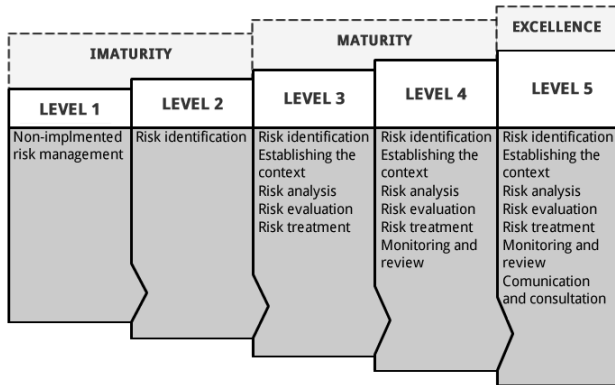 IMATURITY
MATURITY
EXCELLENCE
LEVEL 1
LEVEL 2
LEVEL 3
LEVEL 4
LEVEL 5
Non-implmented
risk management
Risk identification
Risk identification
Establishing the
context
Risk analysis
Risk evaluation
Risk treatment
Risk identification
Establishing the
context
Risk analysis
Risk evaluation
Risk treatment
Monitoring and
review
Risk identification
Establishing the
context
Risk analysis
Risk evaluation
Risk treatment
Monitoring and
review
Comunication
and consultation